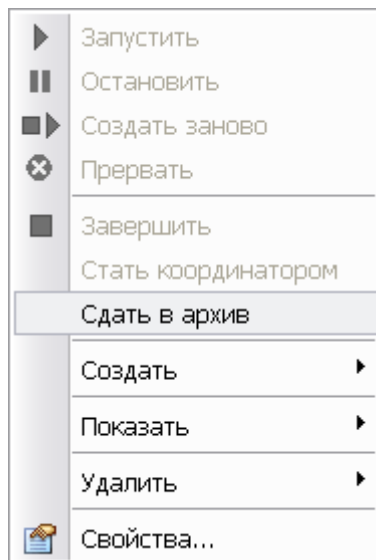 Запустить
Остановить
Создать заново
Прервать
Завершить
Стать координатором
Сдать в архив
Создать
Показать
Удалить
Свойства...